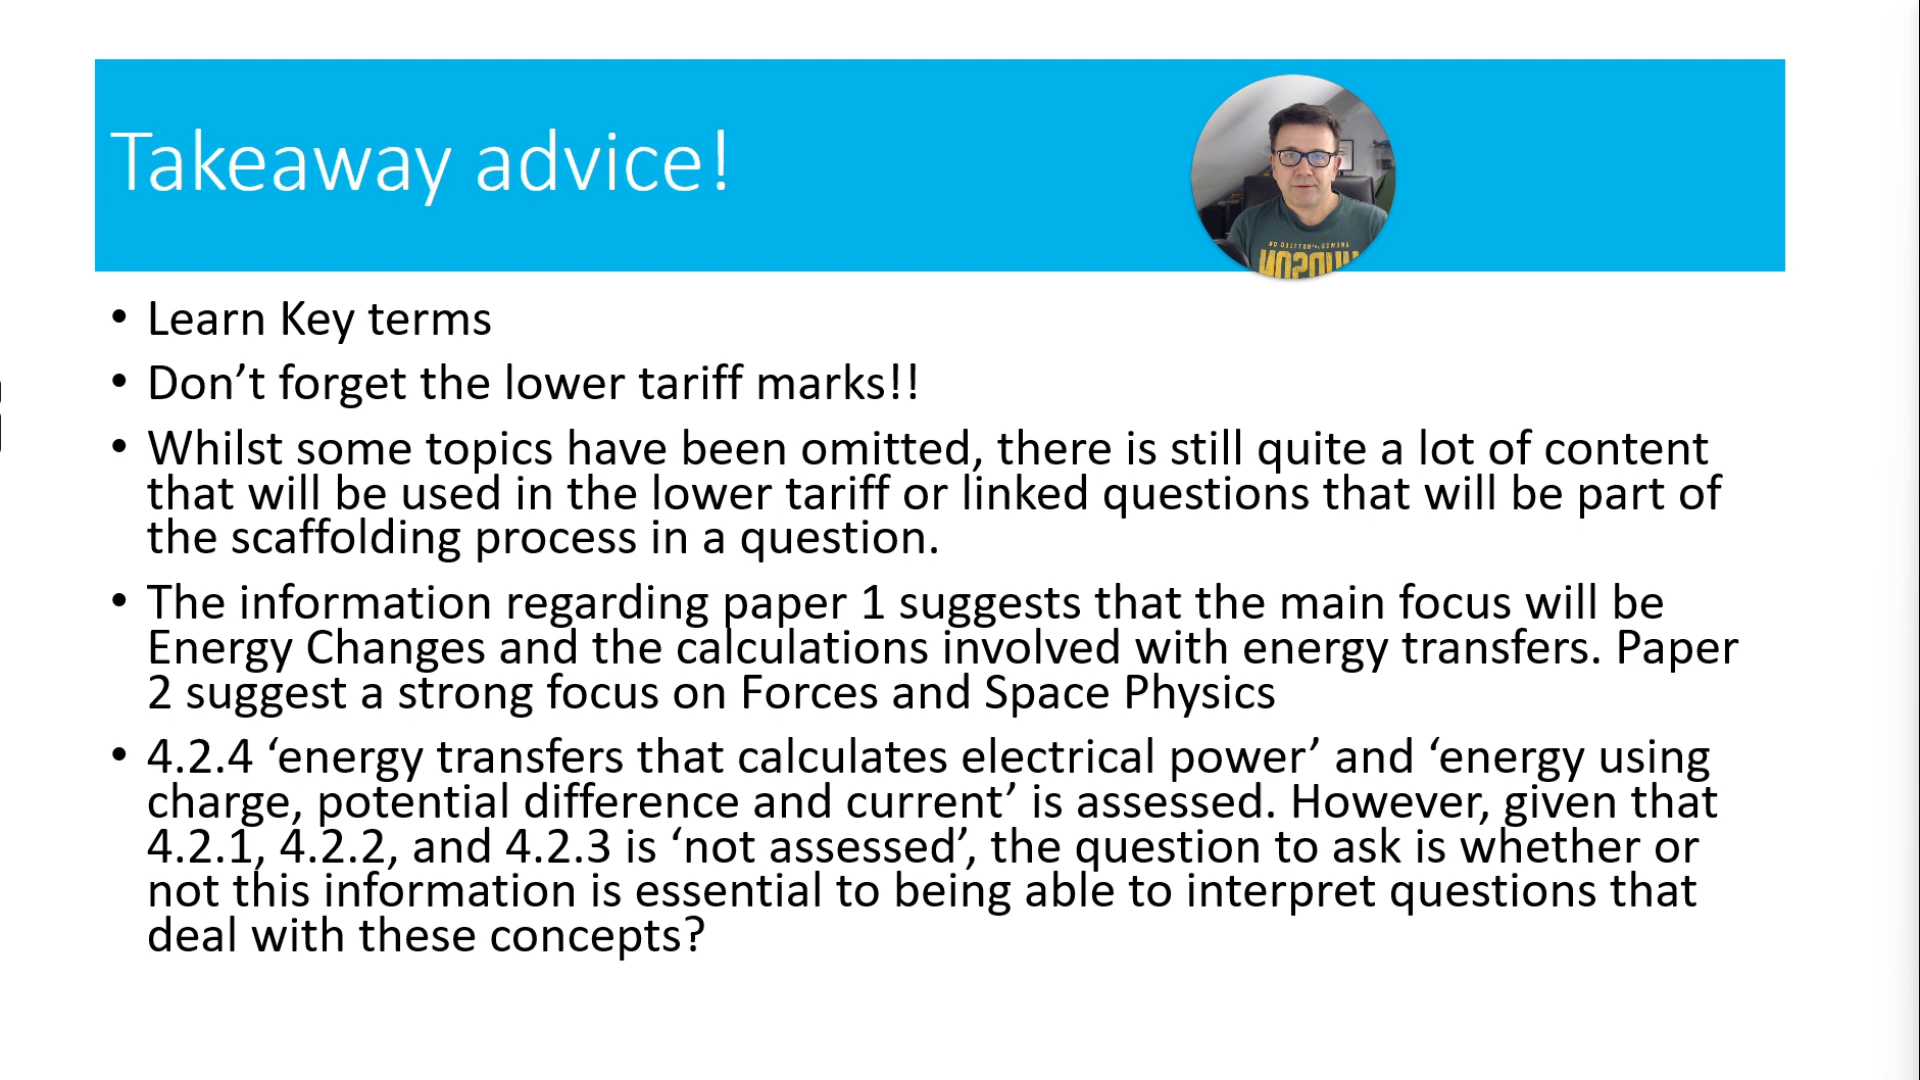 Takeaway advice!
• Learn Key terms
• Don’t forget the lower tariff marks!!
• Whilst some topics have been omitted, there is still quite a lot of content
that will be used in the lower tariff or linked questions that will be part of
the scaffolding process in a question.
• The information regarding paper 1 suggests that the main focus will be
Energy Changes and the calculations involved with energy transfers. Paper
2 suggest a strong focus on Forces and Space Physics
• 4.2.4 ‘energy transfers that calculates electrical power’ and ‘energy using
charge, potential difference and current’ is assessed. However, given that
4.2.1, 4.2.2, and 4.2.3 is ‘not assessed’, the question to ask is whether or
not this information is essential to being able to interpret questions that
deal with these concepts?